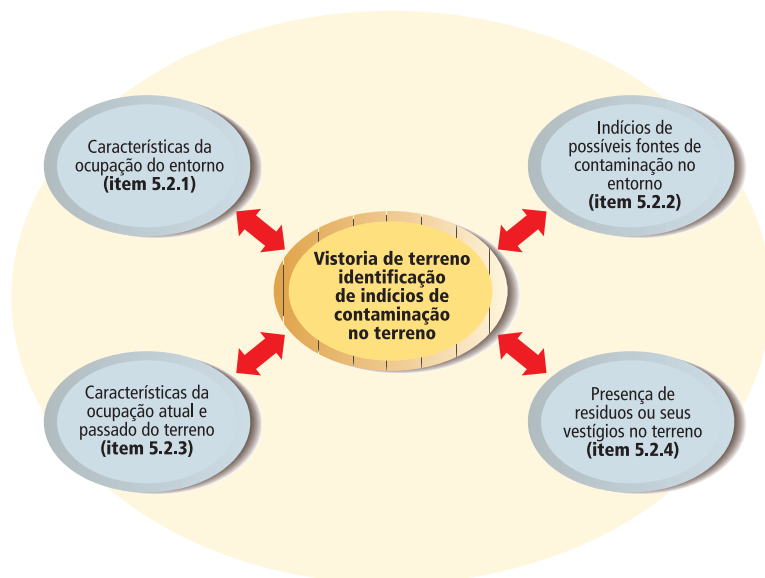 Características da
ocupação do entorno
(item 5.2.1)
Indícios de
possíveis fontes de
contaminação no
entorno
(item 5.2.2)
Vistoria de terreno
identificação
de indícios de
contaminação
no terreno
Características da
ocupação atual e
passado do terreno
(item 5.2.3)
Presença de
residuos ou seus
vestígios no terreno
(item 5.2.4)